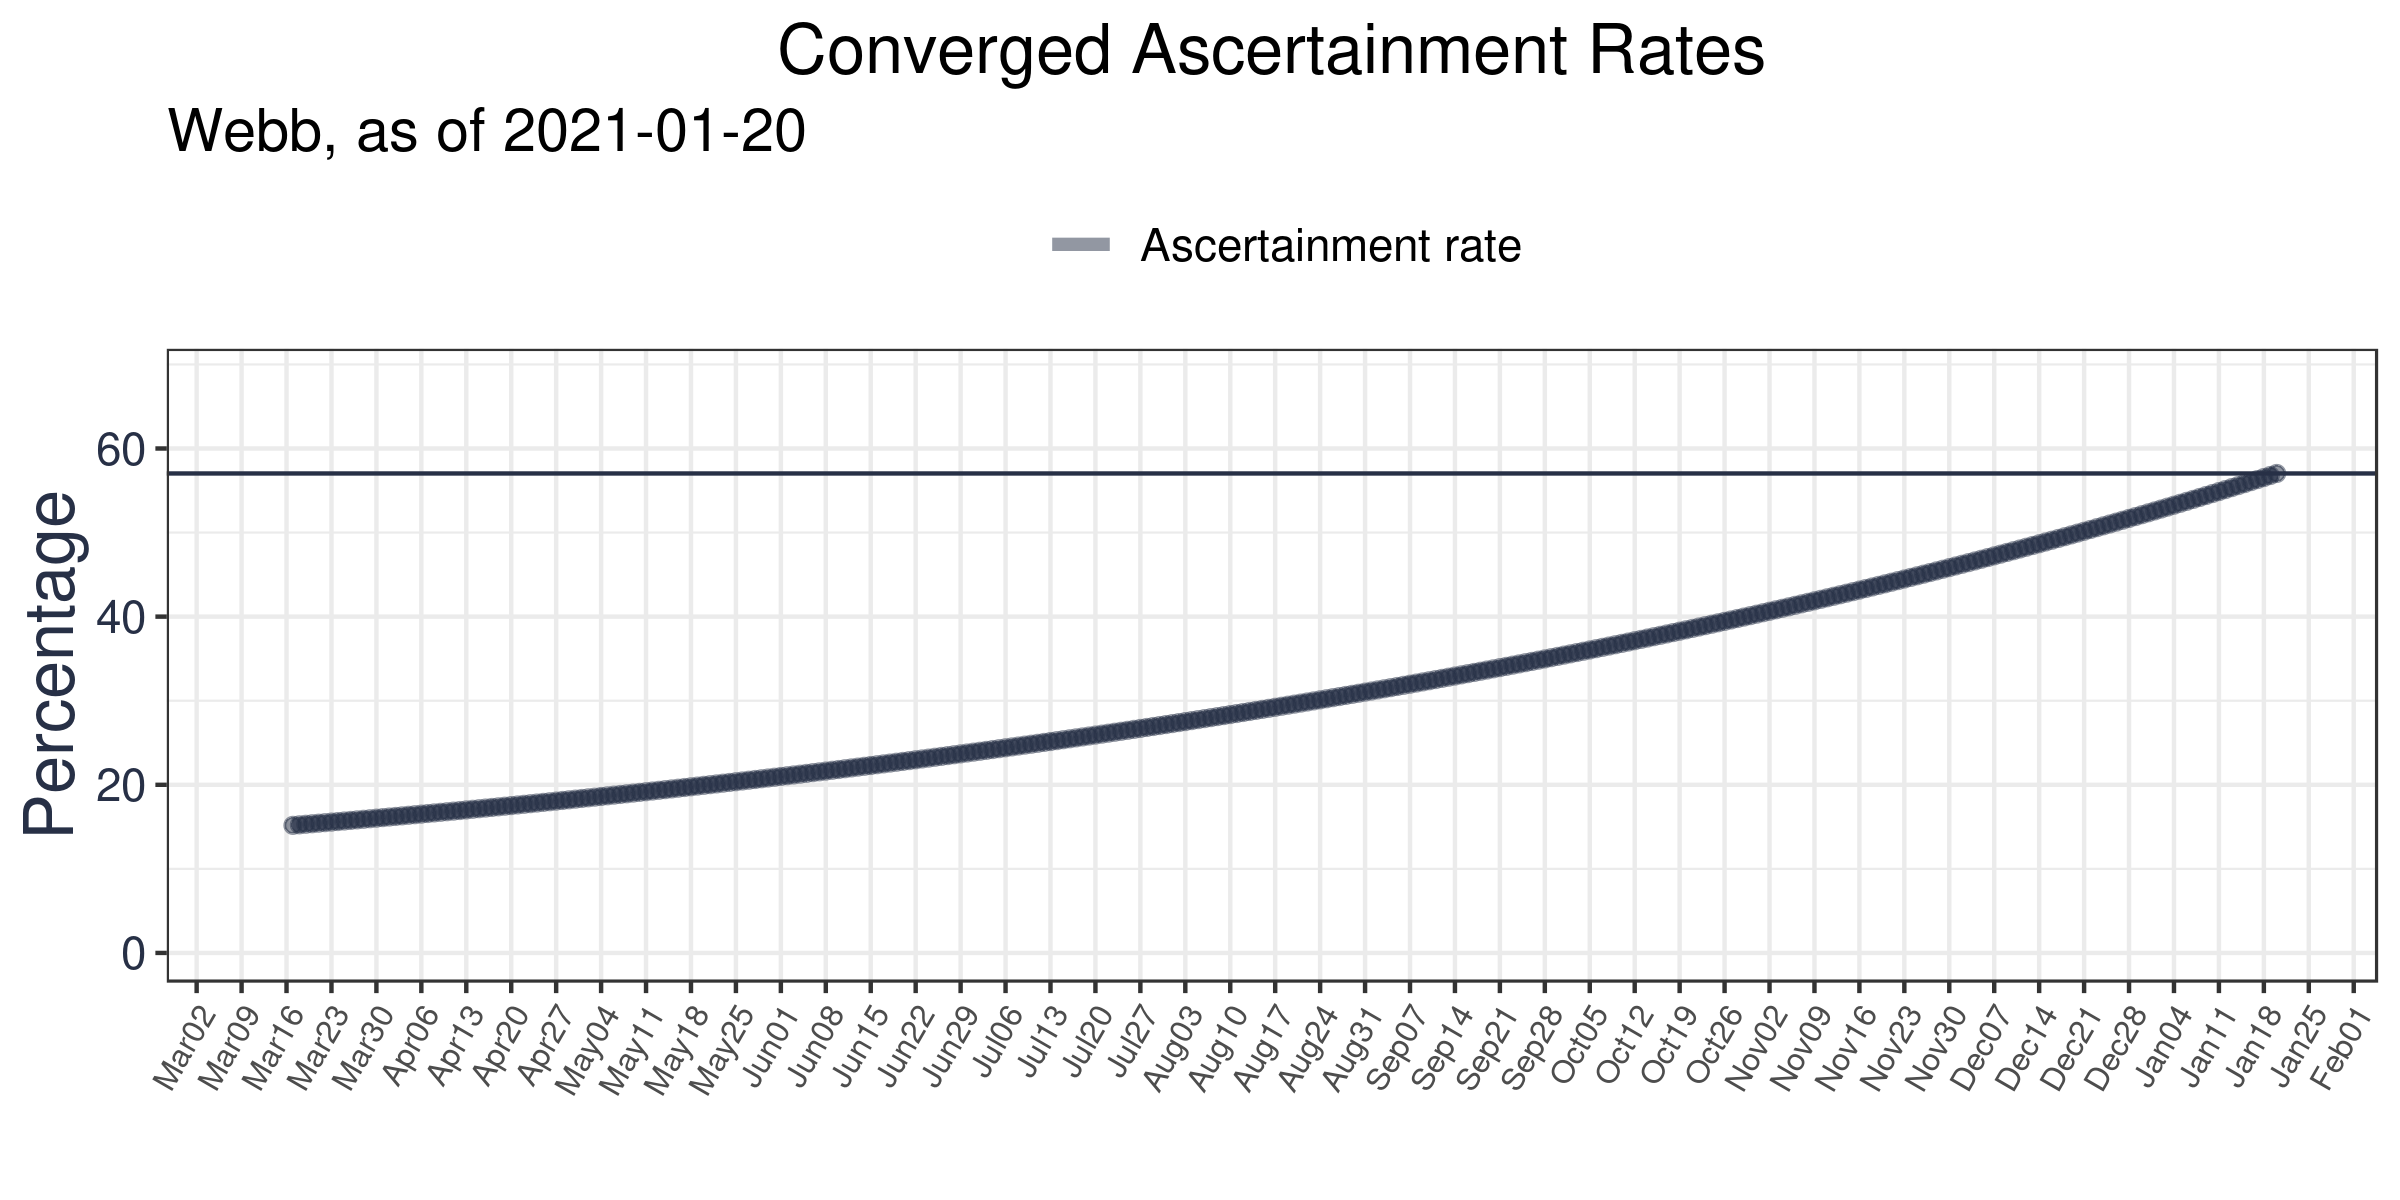 Converged Ascertainment Rates
Webb, as of 2021-01-20
Ascertainment rate
Percentage
60
40
20
0
Mar02 Mar09 Mar16 Mar23 Mar30 Apr06 Apr13 Apr20 Apr27 May04 May11 May18 May25 Jun01 Jun08 Jun15 Jun22 Jun29 Jul06 Jul13 Jul20 Jul27 Aug03 Aug10 Aug17 Aug24 Aug31 Sep07 Sep14 Sep21 Sep28 Oct05 Oct12 Oct19 Oct26 Nov02 Nov09 Nov16 Nov23 Nov30 Dec07 Dec14 Dec21 Dec28 Jan04 Jan11 Jan18 Jan25 Feb01